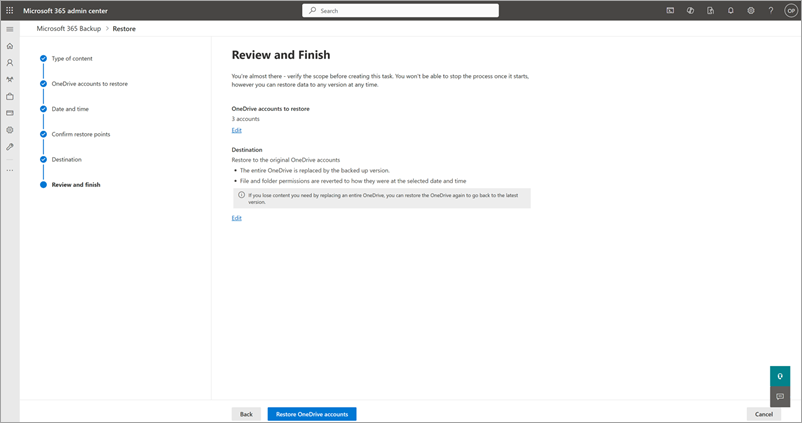 Microsoft 365 admin center
Search
OP
Microsoft 365 Backup > Restore
Type of content
OneDrive accounts to restore
Date and time
Confirm restore points
Destination
Review and finish
Review and Finish
You're almost there - verify the scope before creating this task. You won't be able to stop the process once it starts,
however you can restore data to any version at any time.
OneDrive accounts to restore
3 accounts
Edit
Destination
Restore to the original OneDrive accounts
• The entire OneDrive is replaced by the backed up version.
• File and folder permissions are reverted to how they were at the selected date and time
If you lose content you need by replacing an entire OneDrive, you can restore the OneDrive again to go back to the latest
version.
Edit
Back
Restore OneDrive accounts
Cancel